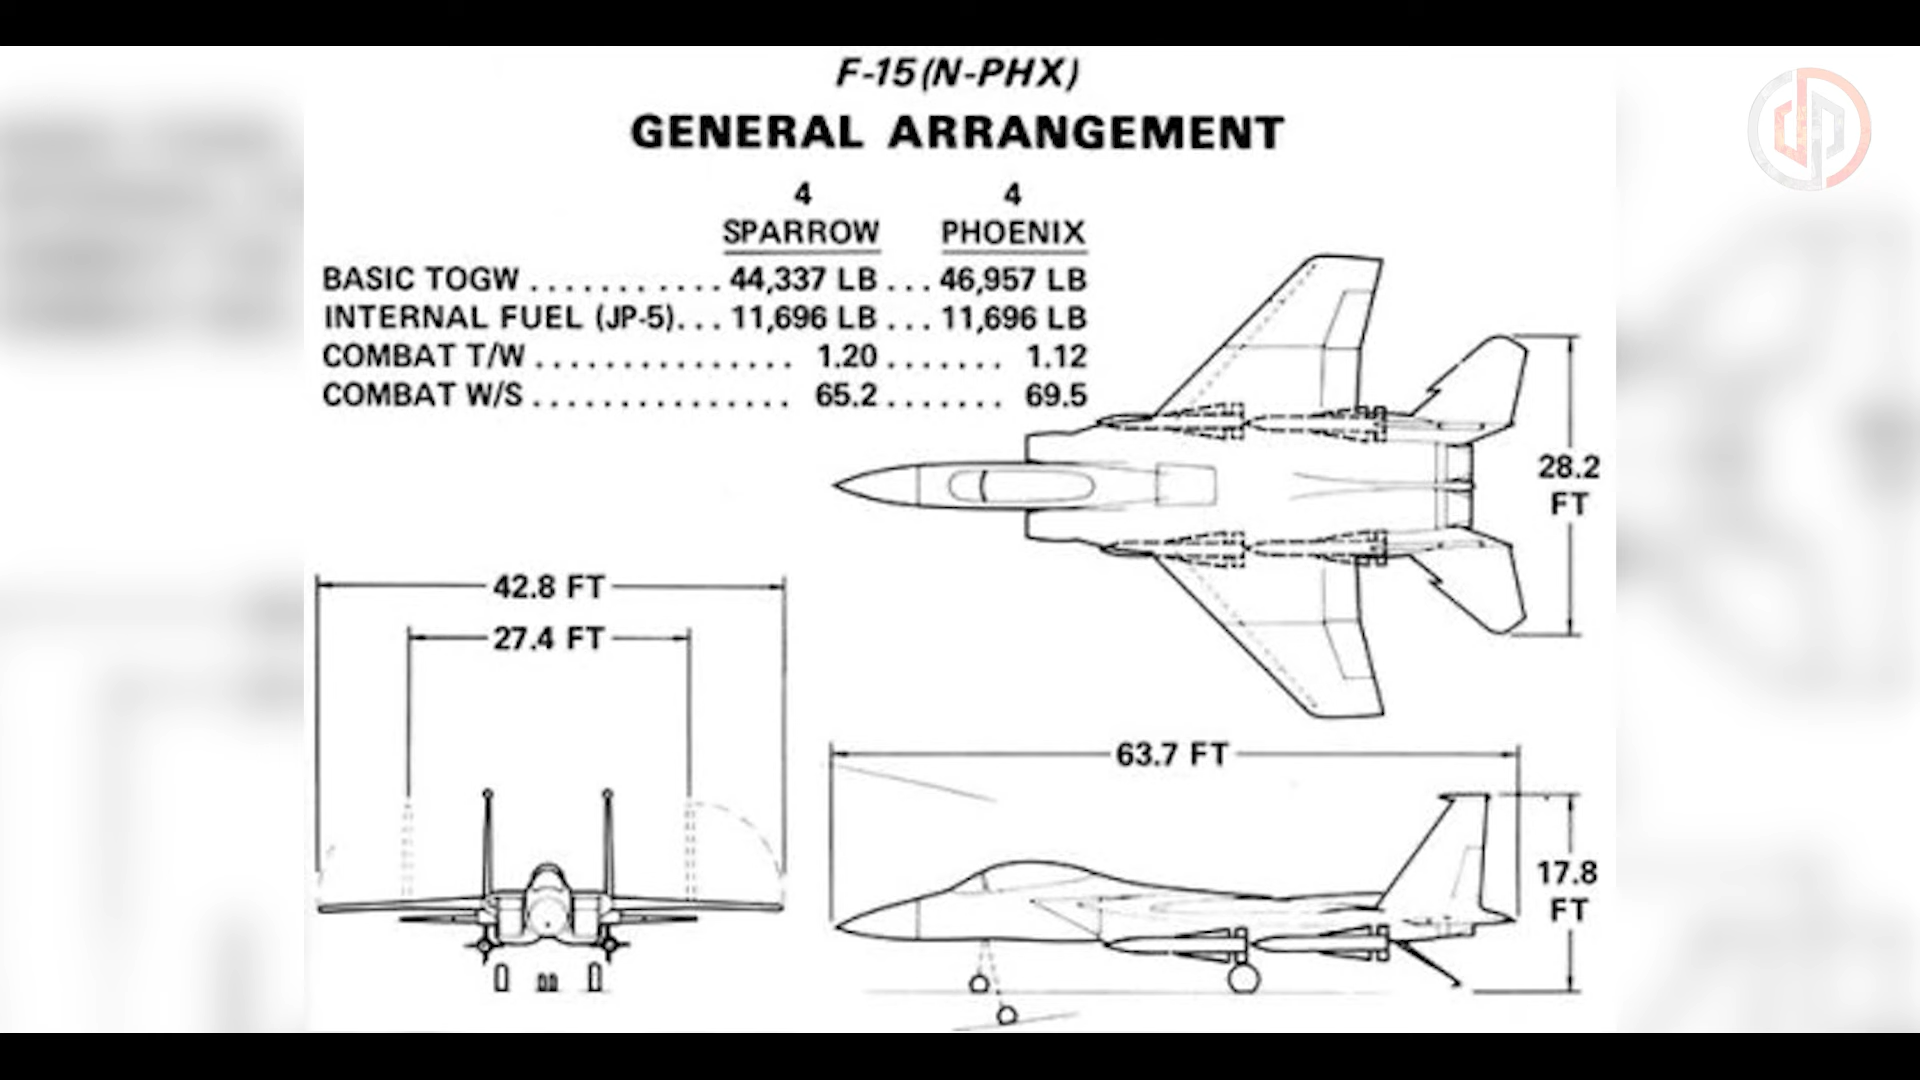 F-15 (N-PHX)
GENERAL ARRANGEMENT
4 4
SPARROW PHOENIX
BASIC TOGW ........... 44,337 LB ... 46,957 LB
INTERNAL FUEL (JP-5)... 11,696 LB ... 11,696 LB
COMBAT T/W .............. 1.20 ....... 1.12
COMBAT W/S .............. 65.2 ....... 69.5
28.2
FT
42.8 FT
27.4 FT
63.7 FT
17.8
FT